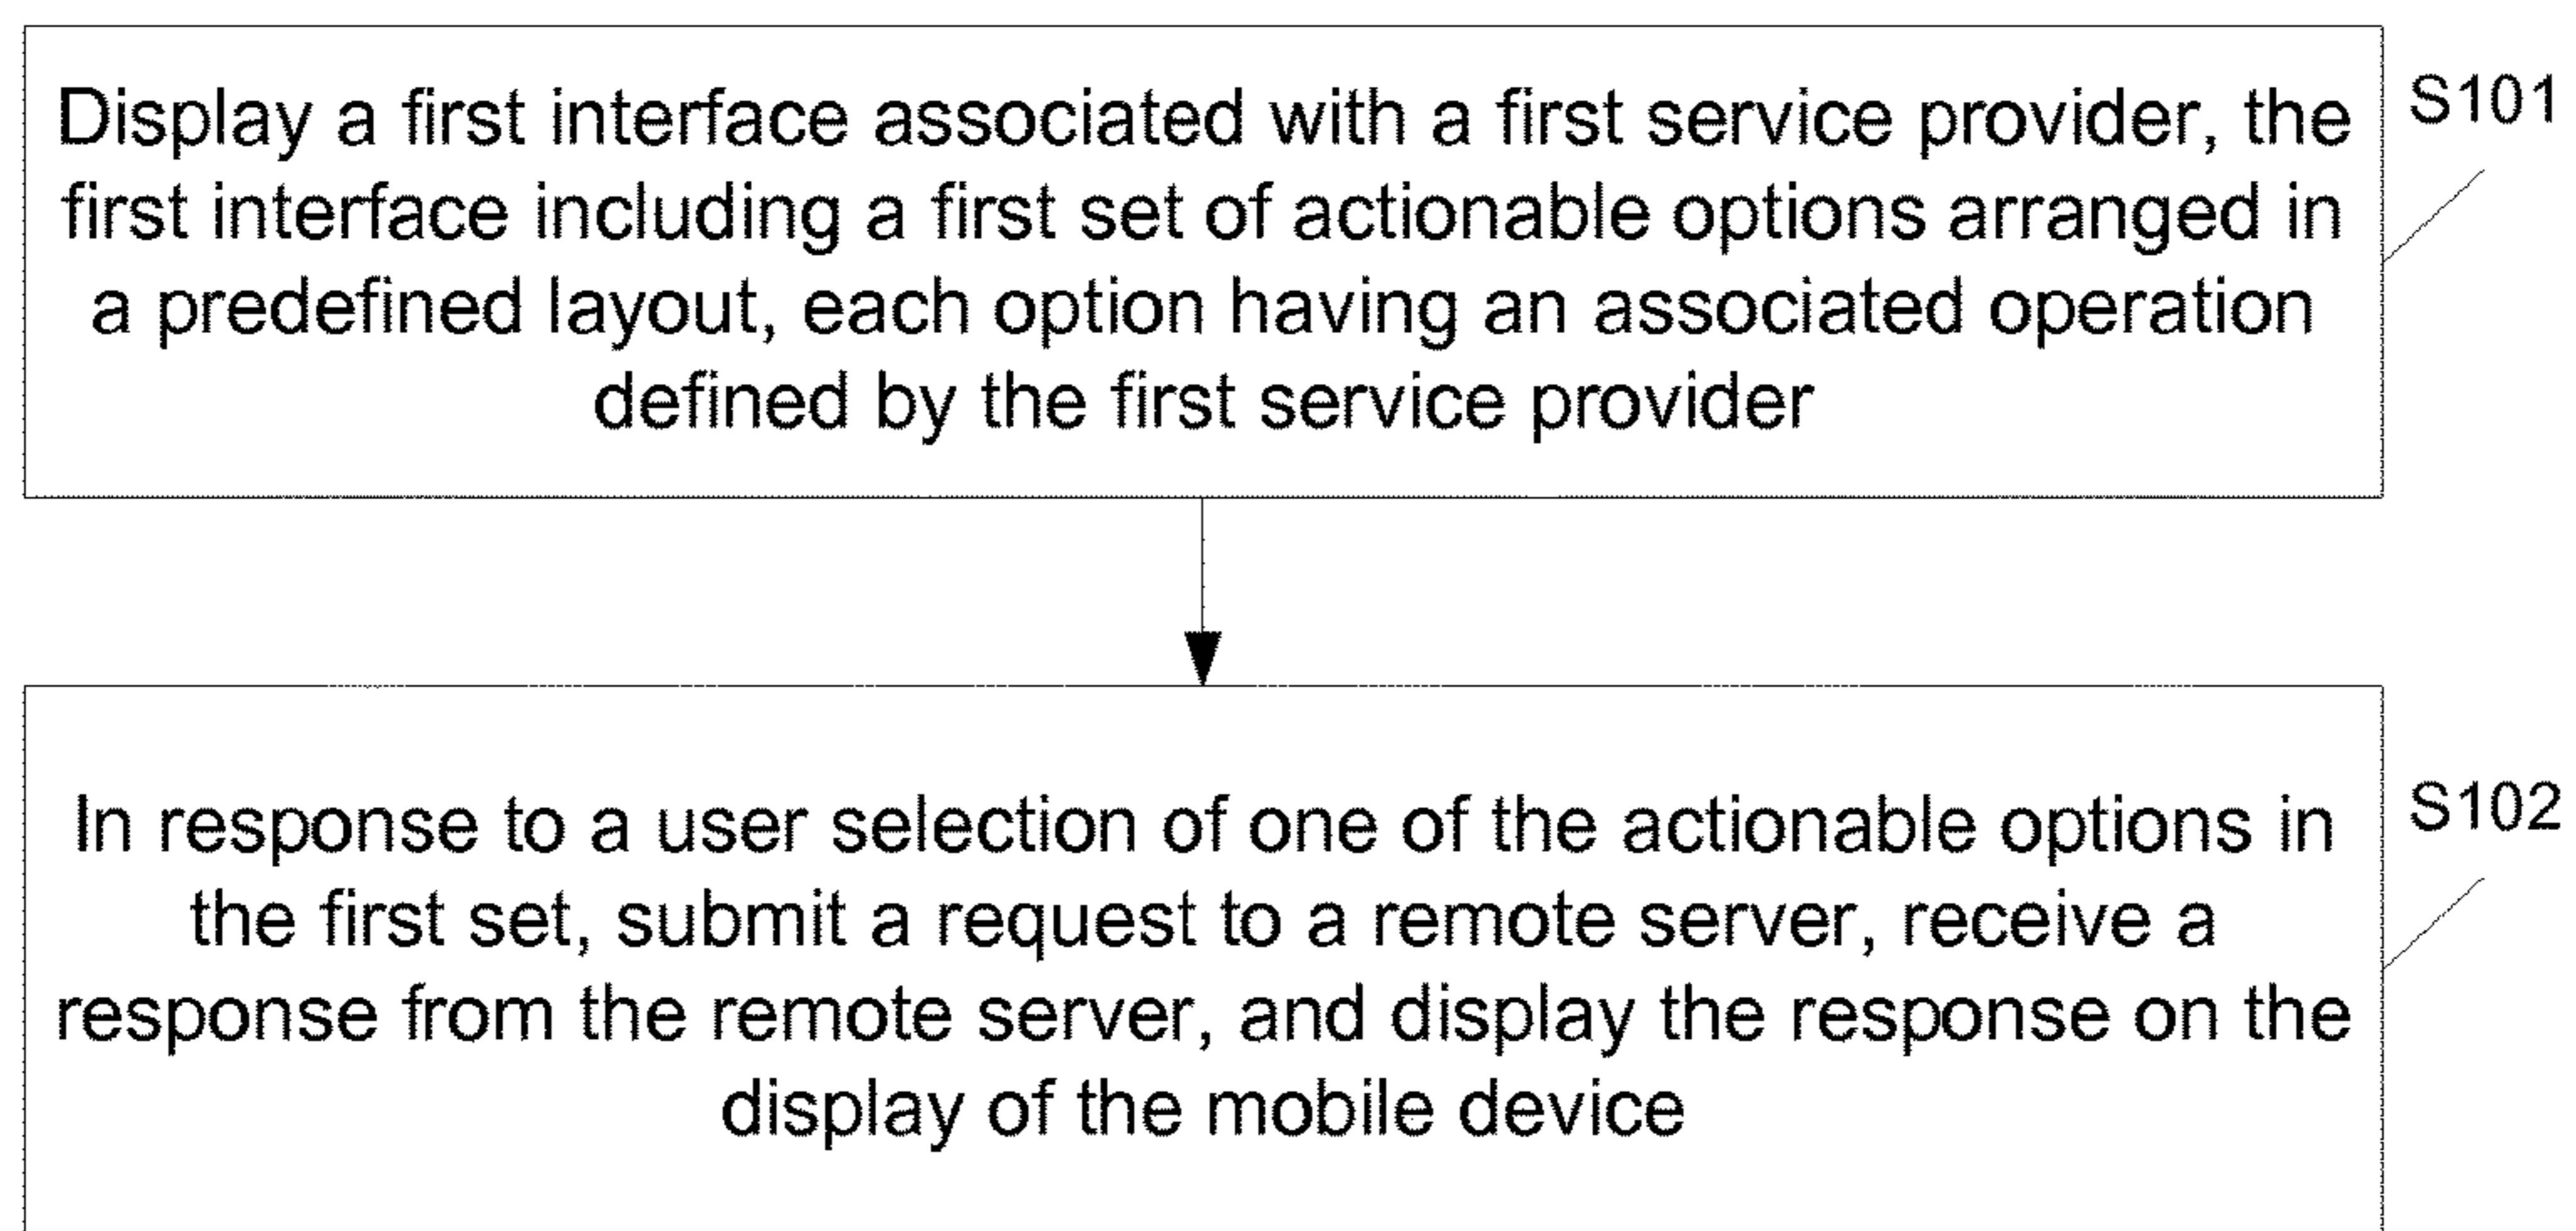 Display a first interface associated with a first service provider, the
first interface including a first set of actionable options arranged in
a predefined layout, each option having an associated operation
defined by the first service provider
S101
In response to a user selection of one of the actionable options in
the first set, submit a request to a remote server, receive a
response from the remote server, and display the response on the
display of the mobile device
S102